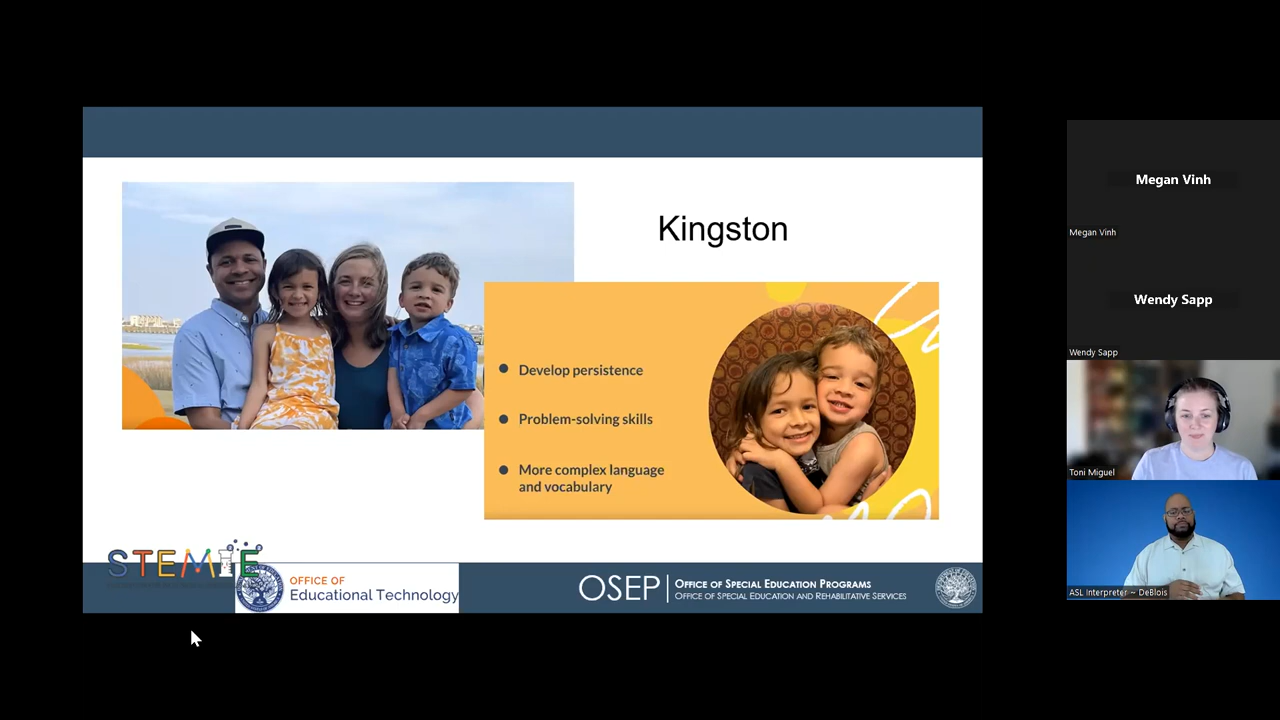 Kingston
Develop persistence
Problem-solving skills
More complex language
and vocabulary
STEMIE
OFFICE OF
Educational Technology
OSEP
OFFICE OF SPECIAL EDUCATION PROGRAMS
OFFICE OF SPECIAL EDUCATION AND REHABILITATIVE SERVICES
Megan Vinh
Megan Vinh
Wendy Sapp
Wendy Sapp
Toni Miguel
ASL Interpreter ~ DeBlois